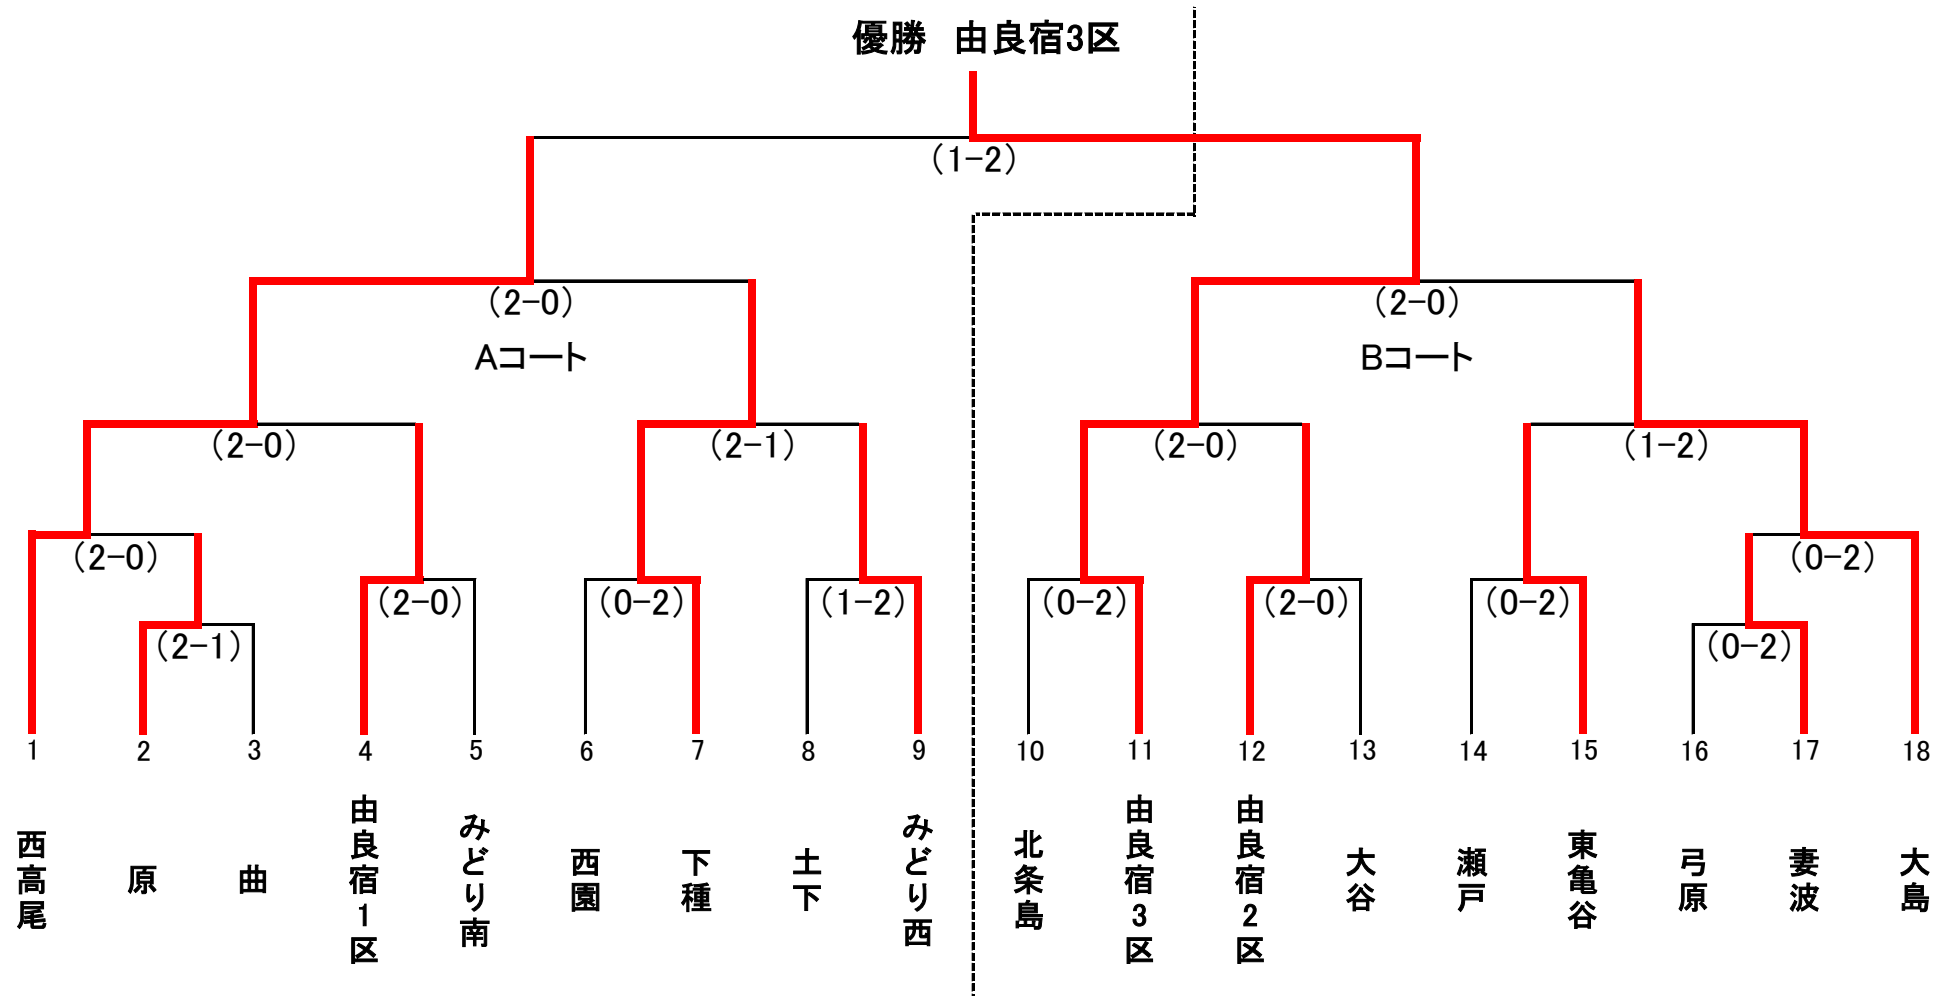 優勝　由良宿3区
（1−2）
（2−0）
（2−0）
Aコート
Bコート
（2−0）
（2−1）
（2−0）
（1−2）
（2−0）
（0−2）
（2−0）
（0−2）
（1−2）
（0−2）
（2−0）
（0−2）
（2−1）
（0−2）
1
2
3
4
5
6
7
8
9
10
11
12
13
14
15
16
17
18
西高尾
原
曲
由良宿1区
みどり南
西園
下種
土下
みどり西
北条島
由良宿3区
由良宿2区
大谷
瀬戸
東亀谷
弓原
妻波
大島